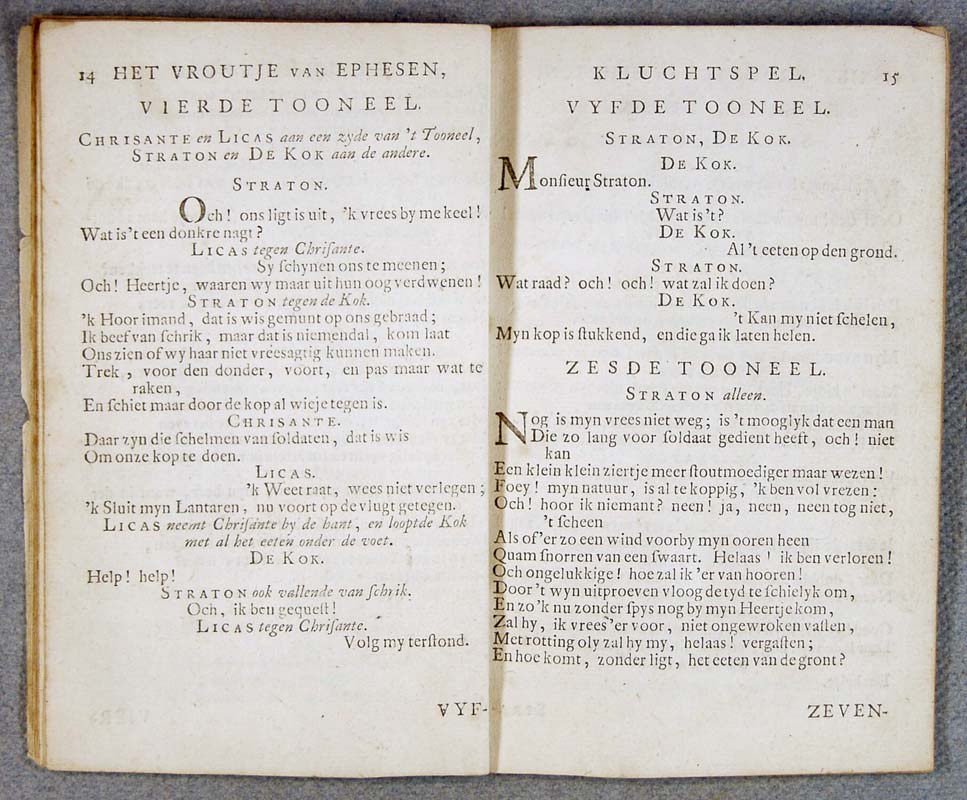 14 HET VROUTJE VAN EPHESEN,
VIERDE TOONEEL.
CHRISANTE en LICAS aan een zyde van 't Tooneel,
STRATON en DE KOK aan de andere.
STRATON.
Och! ons ligt is uit, 'k vrees by me keel!
Wat is 't een donkre nagt?
LICAS tegen Chrisante.
Sy schynen ons te meenen;
Och! Heertje, waaren wy maar uit hun oog verdwenen!
STRATON tegen de Kok.
'k Hoor imand, dat is wis gemunt op ons gebraad;
Ik beef van schrik, maar dat is niemendal, kom laat
Ons zien of wy haar niet vreesagtig kunnen maken.
Trek, voor den donder, voort, en pas maar wat te
raken,
En schiet maar door de kop al wieje tegen is.
CHRISANTE.
Daar zyn die schelmen van soldaten, dat is wis
Om onze kop te doen.
LICAS.
'k Weet raat, wees niet verlegen;
'k Sluit myn Lantaren, nu voort op de vlugt getegen.
LICAS neemt Chrisante by de hant, en looptde Kok
met al het eeten onder de voet.
DE KOK.
Help! help!
STRATON ook vallende van schrik.
Och, ik ben gequest!
LICAS tegen Chrisante.
Volg my terstond.
VYF-
KLUCHTSPEL. 15
VYFDE TOONEEL.
STRATON, DE KOK.
DE KOK.
Monsieur Straton.
STRATON.
Wat is 't?
DE KOK.
Al 't eeten op den grond.
STRATON.
Wat raad? och! och! wat zal ik doen?
DE KOK.
't Kan my niet schelen,
Myn kop is stukkend, en die ga ik laten helen.
ZESDE TOONEEL.
STRATON alleen.
Nog is myn vrees niet weg; is 't mooglyk dat een man
Die zo lang voor soldaat gedient heeft, och! niet
kan
Een klein klein ziertje meer stoutmoediger maar wezen!
Foey! myn natuur, is al te koppig, 'k ben vol vrezen:
Och! hoor ik niemant? neen! ja, neen, neen tog niet,
't scheen
Als of 'er zo een wind voorby myn ooren heen
Quam snorren van een swaart. Helaas! ik ben verloren!
Och ongelukkige! hoe zal ik 'er van hooren!
Door 't wyn uitproeven vloog de tyd te schielyk om,
En zo 'k nu zonder spys nog by myn Heertje kom,
Zal hy, ik vrees 'er voor, niet ongewroken vasten,
Met rotting oly zal hy my, helaas! vergasten;
En hoe komt, zonder ligt, het eeten van de gront?
ZEVEN-